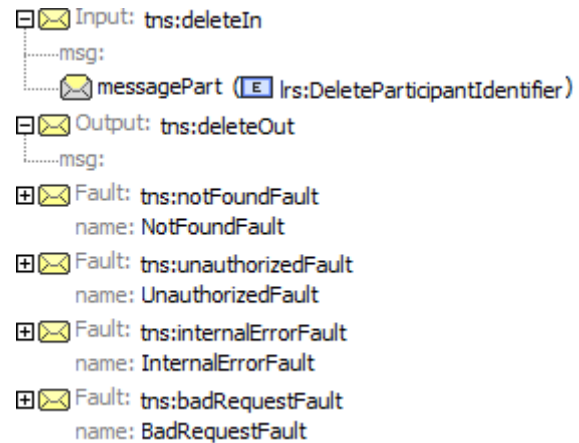 Input: tns:deleteIn
msg:
messagePart (E lrs:DeleteParticipantIdentifier)
Output: tns:deleteOut
msg:
Fault: tns:notFoundFault
name: NotFoundFault
Fault: tns:unauthorizedFault
name: UnauthorizedFault
Fault: tns:internalErrorFault
name: InternalErrorFault
Fault: tns:badRequestFault
name: BadRequestFault